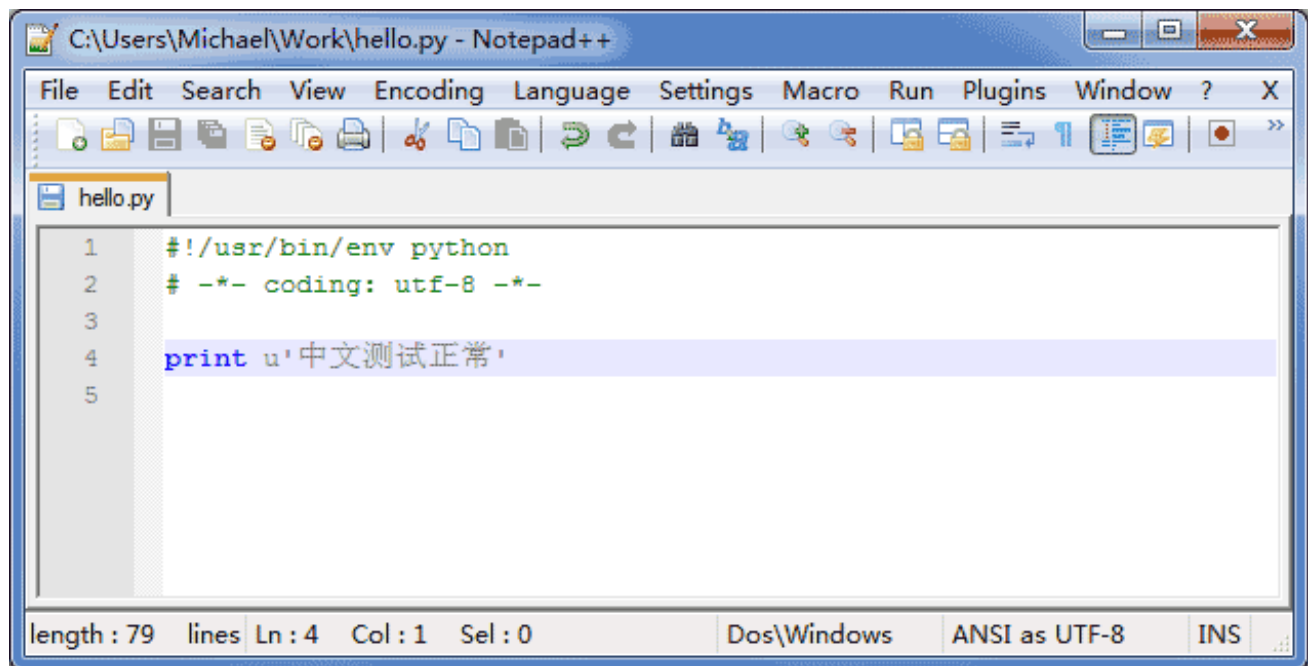 C:\Users\Michael\Work\hello.py - Notepad++
File Edit Search View Encoding Language Settings Macro Run Plugins Window ? X
hello.py
1 #!/usr/bin/env python
2 # -*- coding: utf-8 -*-
3
4 print u'中文测试正常'
5
length : 79 lines Ln : 4 Col : 1 Sel : 0 Dos\Windows ANSI as UTF-8 INS